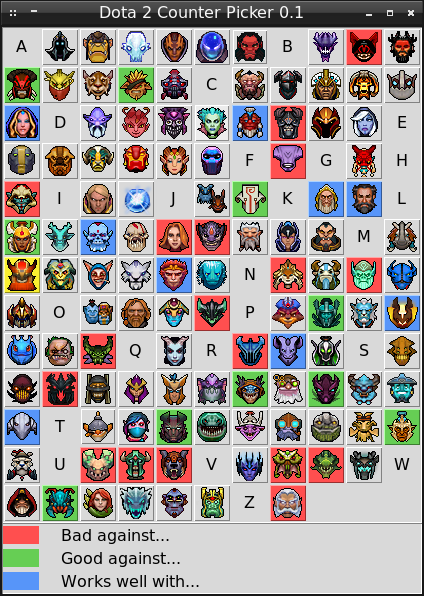 Dota 2 Counter Picker 0.1
A B
C
D E
F G H
I J K L
M
N
O P
Q R S
T
U V W
Z
Bad against...
Good against...
Works well with...